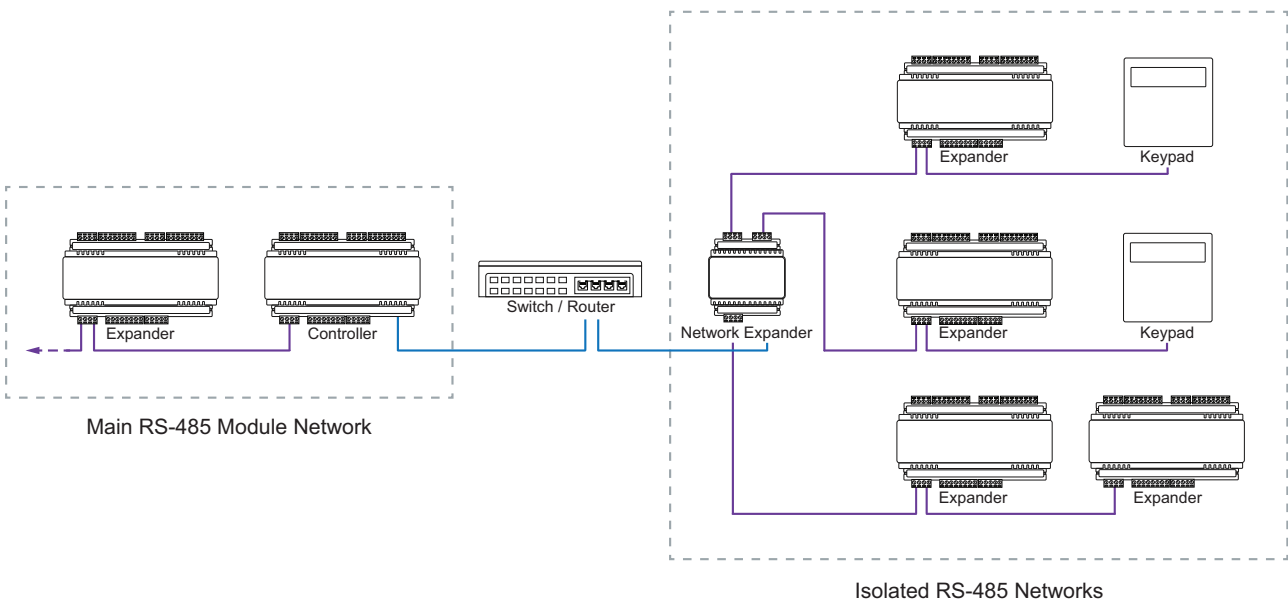 Expander
Keypad
Expander
Controller
Switch / Router
Network Expander
Expander
Keypad
Main RS-485 Module Network
Expander
Expander
Isolated RS-485 Networks